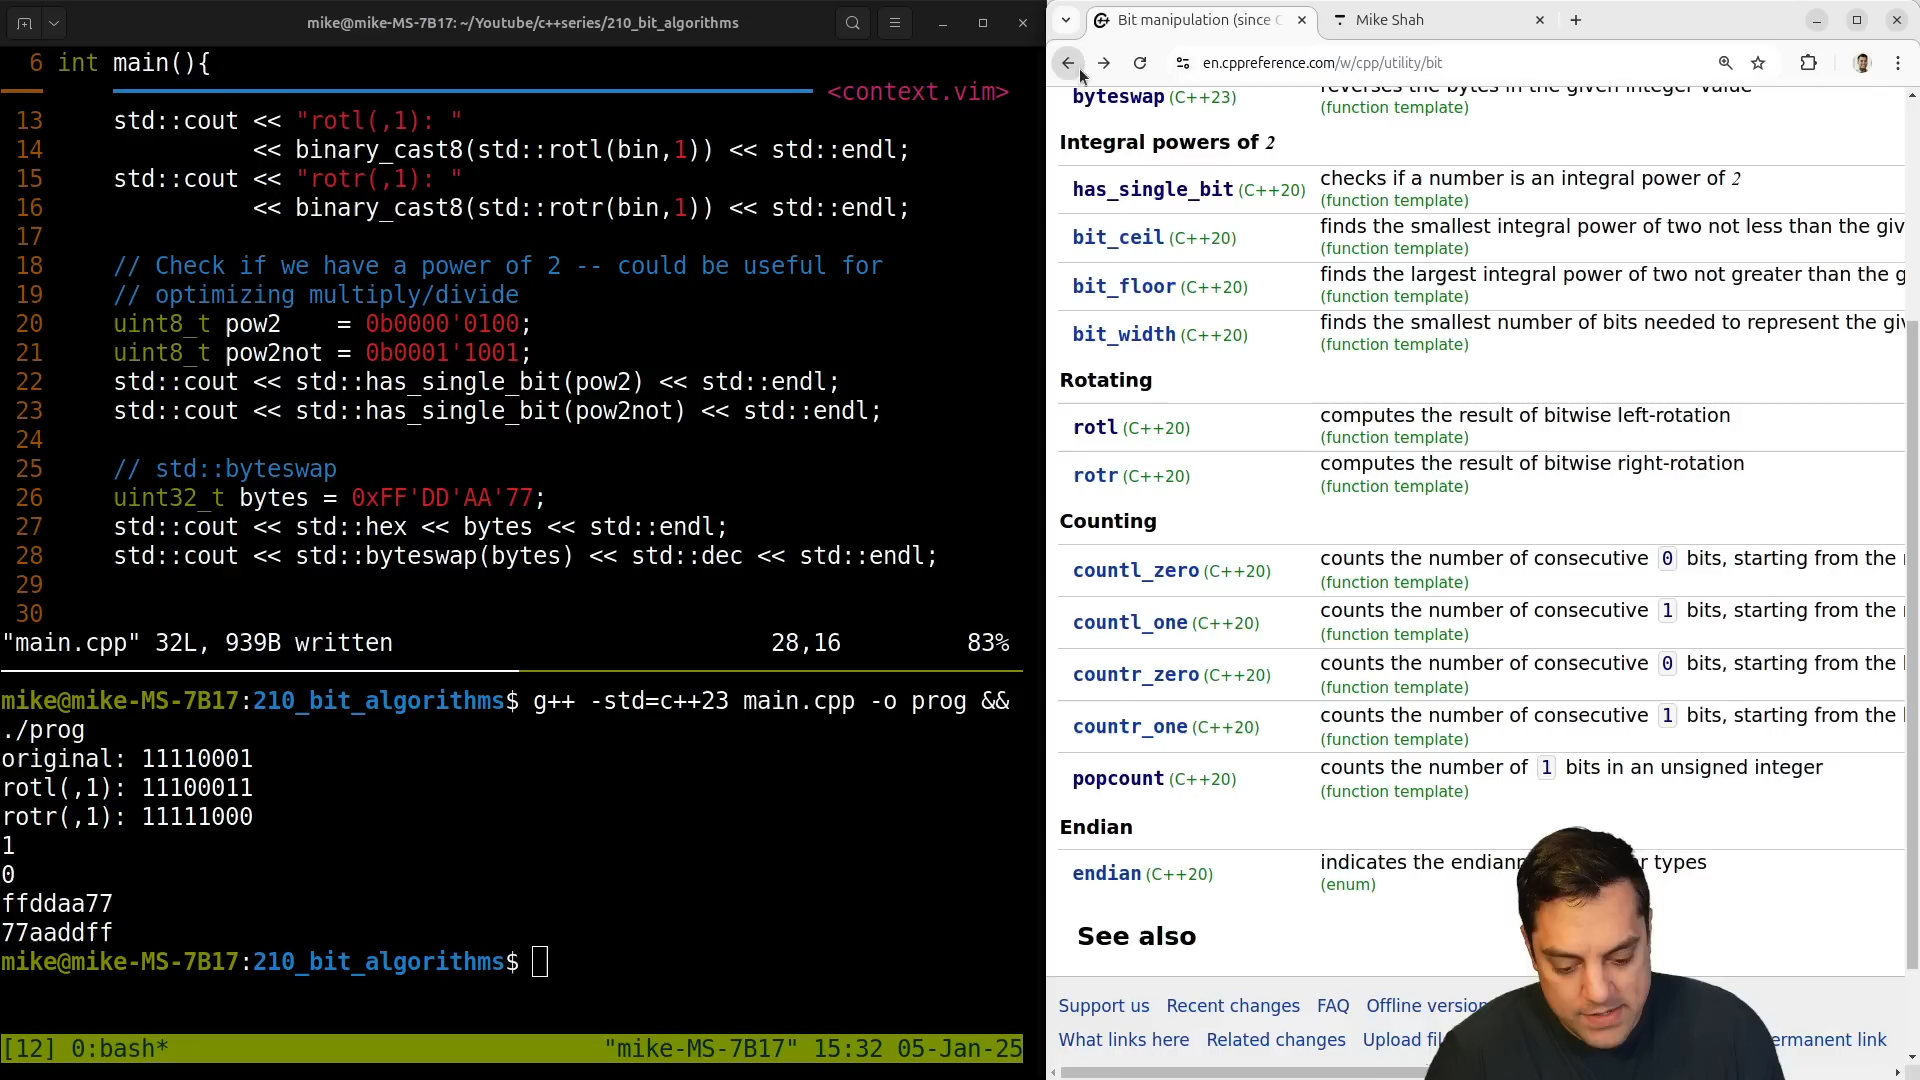 mike@mike-MS-7B17: ~/Youtube/c++series/210_bit_algorithms
6 int main(){
<context.vim>
13 std::cout << "rotl(,1): "
14 << binary_cast8(std::rotl(bin,1)) << std::endl;
15 std::cout << "rotr(,1): "
16 << binary_cast8(std::rotr(bin,1)) << std::endl;
17
18 // Check if we have a power of 2 -- could be useful for
19 // optimizing multiply/divide
20 uint8_t pow2    = 0b0000'0100;
21 uint8_t pow2not = 0b0001'1001;
22 std::cout << std::has_single_bit(pow2) << std::endl;
23 std::cout << std::has_single_bit(pow2not) << std::endl;
24
25 // std::byteswap
26 uint32_t bytes = 0xFF'DD'AA'77;
27 std::cout << std::hex << bytes << std::endl;
28 std::cout << std::byteswap(bytes) << std::dec << std::endl;
29
30
"main.cpp" 32L, 939B written 28,16 83%
mike@mike-MS-7B17:210_bit_algorithms$ g++ -std=c++23 main.cpp -o prog &&
./prog
original: 11110001
rotl(,1): 11100011
rotr(,1): 11111000
1
0
ffddaa77
77aaddff
mike@mike-MS-7B17:210_bit_algorithms$
[12] 0:bash* "mike-MS-7B17" 15:32 05-Jan-25
Bit manipulation (since C
Mike Shah
en.cppreference.com/w/cpp/utility/bit
byteswap (C++23) reverses the bytes in the given integer value
(function template)
Integral powers of 2
has_single_bit (C++20) checks if a number is an integral power of 2
(function template)
bit_ceil (C++20) finds the smallest integral power of two not less than the giv
(function template)
bit_floor (C++20) finds the largest integral power of two not greater than the g
(function template)
bit_width (C++20) finds the smallest number of bits needed to represent the giv
(function template)
Rotating
rotl (C++20) computes the result of bitwise left-rotation
(function template)
rotr (C++20) computes the result of bitwise right-rotation
(function template)
Counting
countl_zero (C++20) counts the number of consecutive 0 bits, starting from the
(function template)
countl_one (C++20) counts the number of consecutive 1 bits, starting from the
(function template)
countr_zero (C++20) counts the number of consecutive 0 bits, starting from the
(function template)
countr_one (C++20) counts the number of consecutive 1 bits, starting from the
(function template)
popcount (C++20) counts the number of 1 bits in an unsigned integer
(function template)
Endian
endian (C++20) indicates the endian r types
(enum)
See also
Support us Recent changes FAQ Offline version
What links here Related changes Upload fil ermanent link